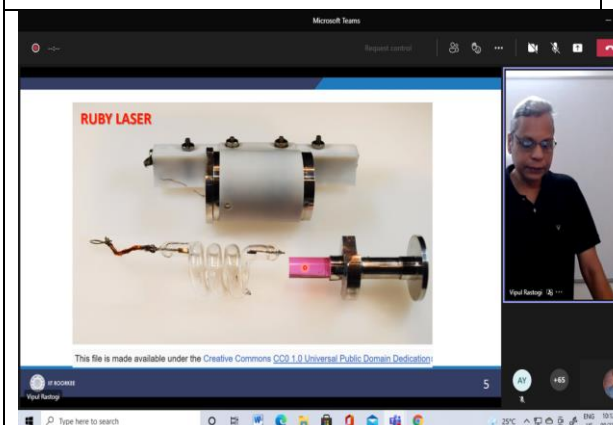 Microsoft Teams
Request control
RUBY LASER
Vipul Rastogi
This file is made available under the Creative Commons CC0 1.0 Universal Public Domain Dedication
IIT ROORKEE
5
AY
+65
Vipul Rastogi
Type here to search
25°C
ENG